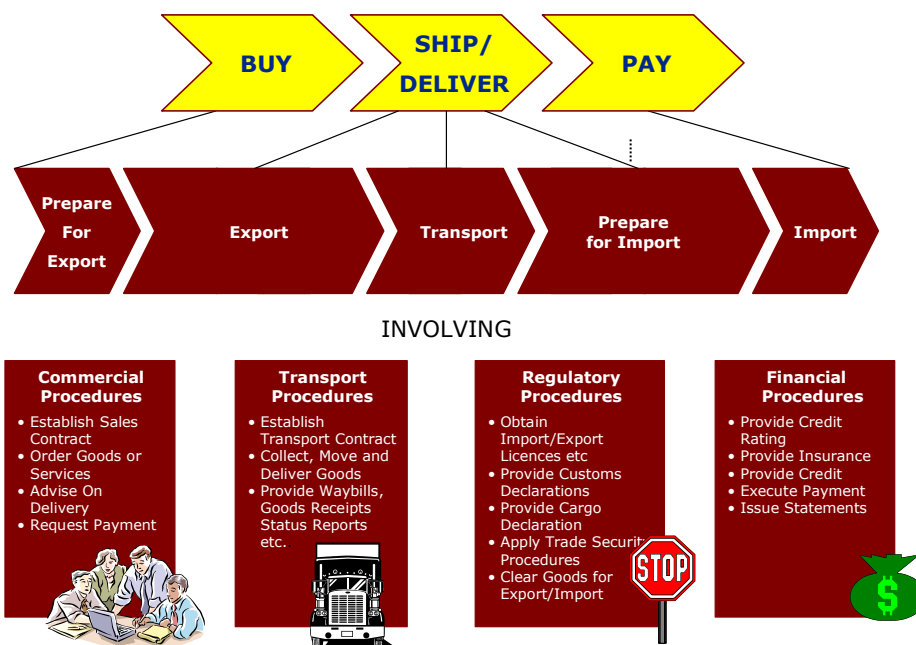 BUY
SHIP/
DELIVER
PAY
Prepare
For
Export
Export
Transport
Prepare
for Import
Import
INVOLVING
Commercial
Procedures
• Establish Sales
Contract
• Order Goods or
Services
• Advise On
Delivery
• Request Payment
Transport
Procedures
• Establish
Transport Contract
• Collect, Move and
Deliver Goods
• Provide Waybills,
Goods Receipts
Status Reports
etc.
Regulatory
Procedures
• Obtain
Import/Export
Licences etc
• Provide Customs
Declarations
• Provide Cargo
Declaration
• Apply Trade Security
Procedures
• Clear Goods for
Export/Import
STOP
Financial
Procedures
• Provide Credit
Rating
• Provide Insurance
• Provide Credit
• Execute Payment
• Issue Statements
$